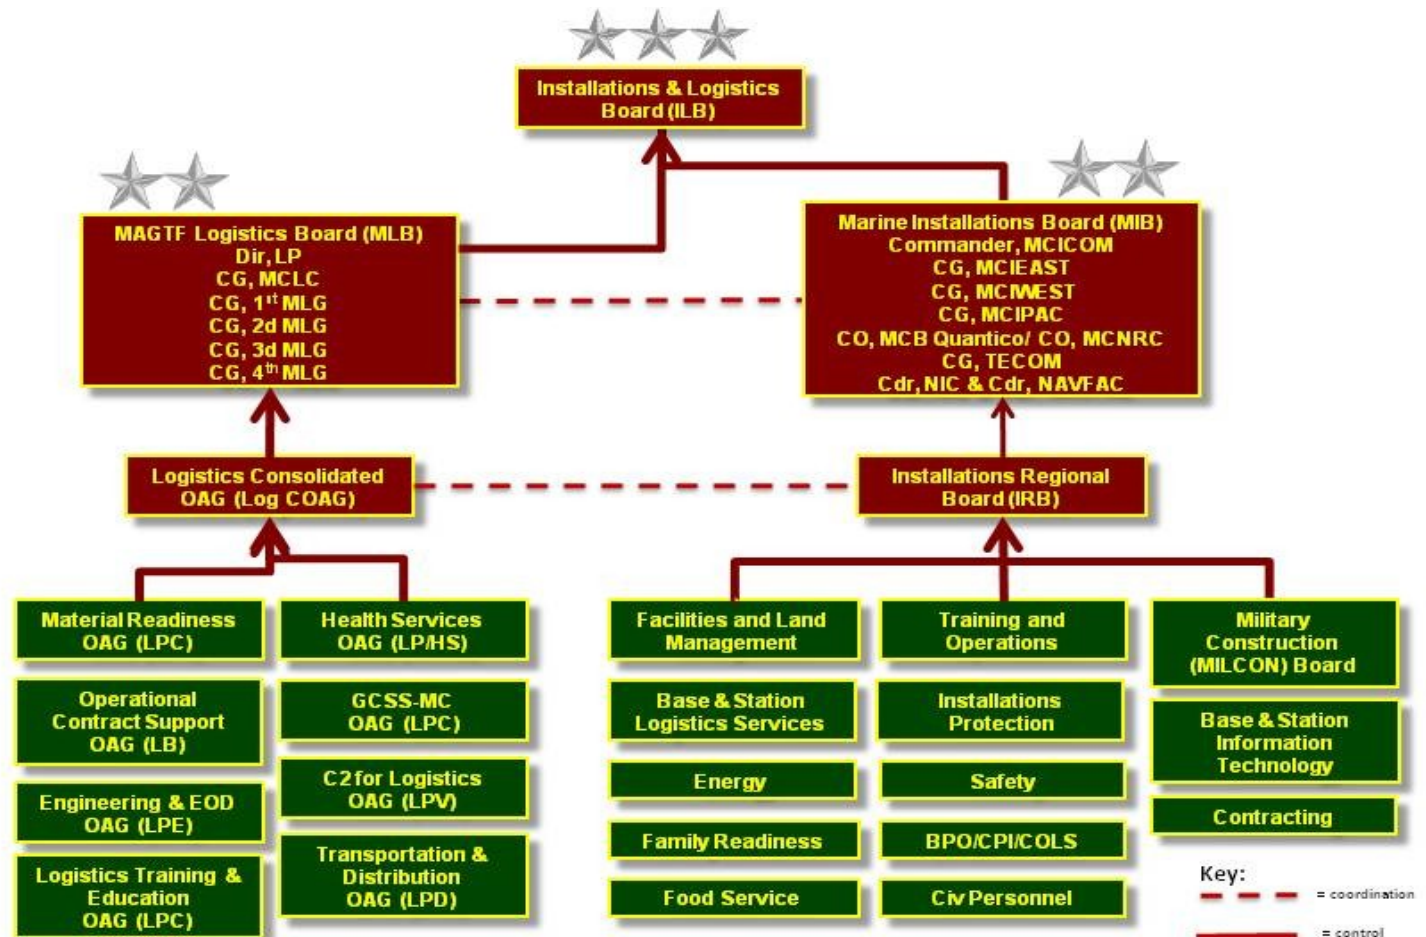 Installations & Logistics
Board (ILB)
MAGTF Logistics Board (MLB)
Dir, LP
CG, MCLC
CG, 1st MLG
CG, 2d MLG
CG, 3d MLG
CG, 4th MLG
Marine Installations Board (MIB)
Commander, MCICOM
CG, MCIEAST
CG, MCIWEST
CG, MCIPAC
CO, MCB Quantico/ CO, MCNRC
CG, TECOM
Cdr, NIC & Cdr, NAVFAC
Logistics Consolidated
OAG (Log COAG)
Installations Regional
Board (IRB)
Material Readiness
OAG (LPC)
Operational
Contract Support
OAG (LB)
Engineering & EOD
OAG (LPE)
Logistics Training &
Education
OAG (LPC)
Health Services
OAG (LP/HS)
GCSS-MC
OAG (LPC)
C2 for Logistics
OAG (LPV)
Transportation &
Distribution
OAG (LPD)
Facilities and Land
Management
Base & Station
Logistics Services
Energy
Family Readiness
Food Service
Training and
Operations
Installations
Protection
Safety
BPO/CPI/COLS
Civ Personnel
Military
Construction
(MILCON) Board
Base & Station
Information
Technology
Contracting
Key:
= coordination
= control